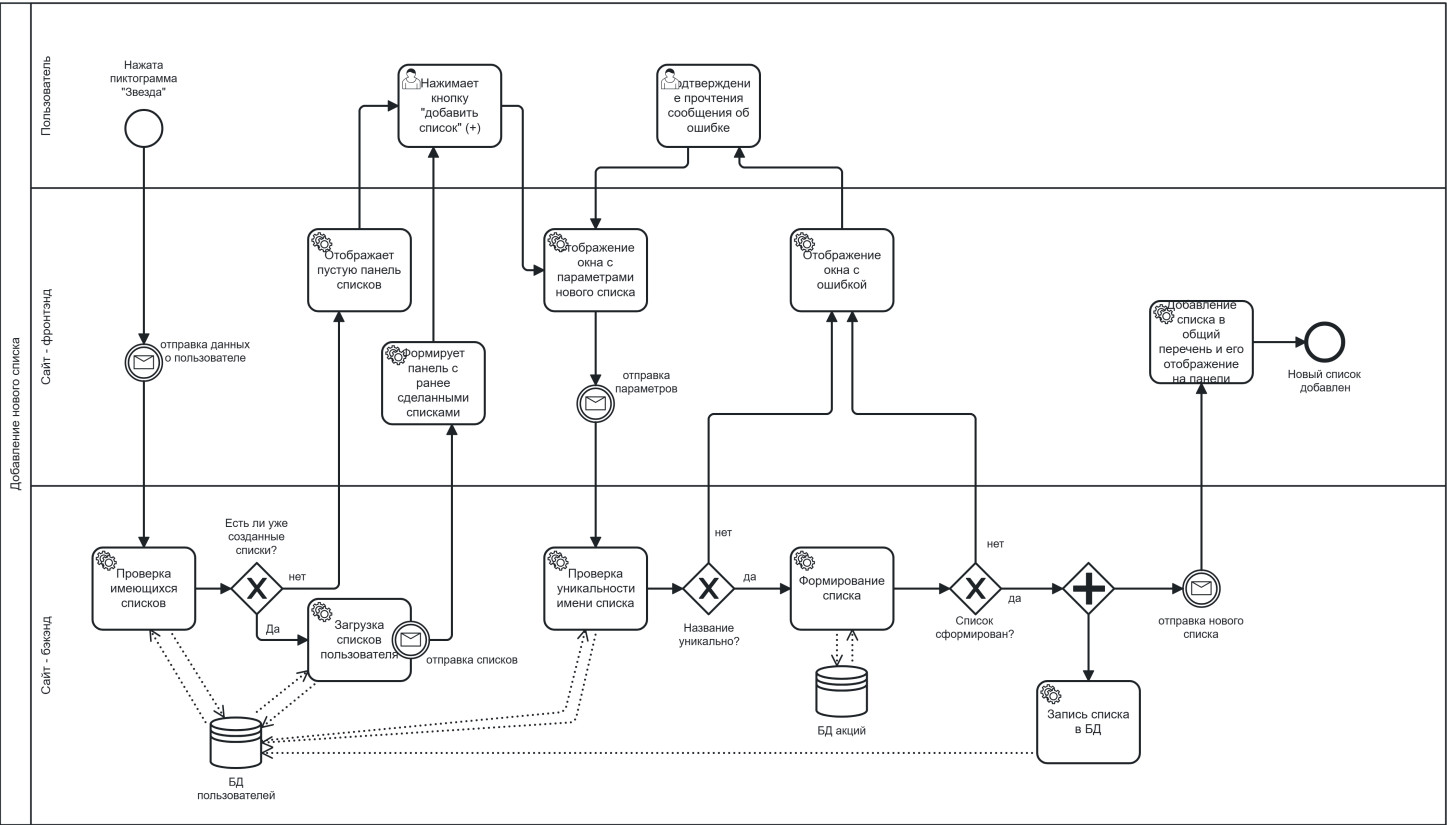 Добавление нового списка
Пользователь
Нажата
пиктограмма
"Звезда"
Нажимает
кнопку
"добавить
список" (+)
одтверждени
е прочтения
сообщения об
ошибке
Сайт - фронтэнд
отправка данных
о пользователе
Отображает
пустую панель
списков
Формирует
панель с
ранее
сделанными
списками
тображение
окна с
параметрами
нового списка
отправка
параметров
Отображение
окна с
ошибкой
Добавление
списка в
общий
перечень и его
отображение
на панели
Новый список
добавлен
Сайт - бэкэнд
Проверка
имеющихся
списков
Есть ли уже
созданные
списки?
нет
Да
Загрузка
списков
пользователя
отправка списков
БД
пользователей
Проверка
уникальности
имени списка
нет
да
Название
уникально?
Формирование
списка
БД акций
нет
да
Список
сформирован?
Запись списка
в БД
отправка нового
списка